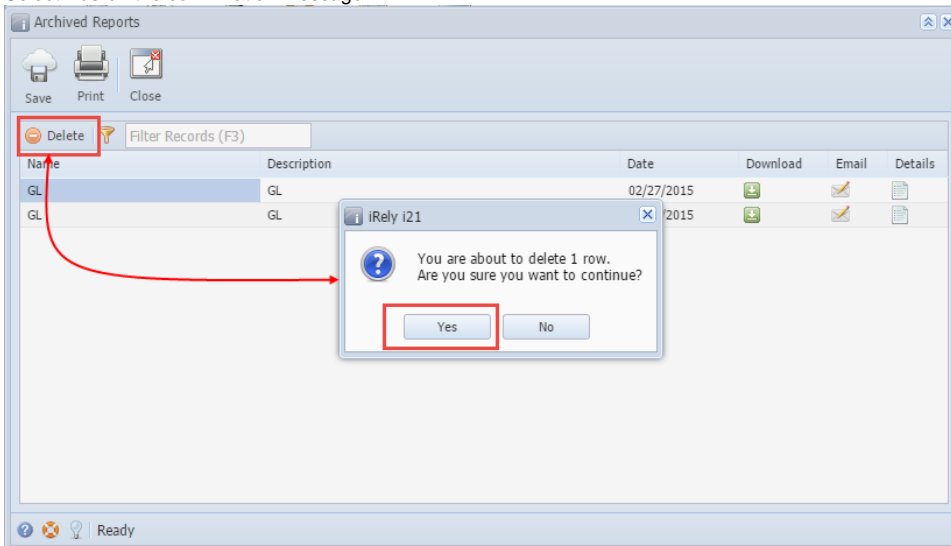 Archived Reports
Save Print Close
Delete Filter Records (F3)
Name Description Date Download Email Details
GL GL 02/27/2015
GL GL 2015
iRely i21
You are about to delete 1 row.
Are you sure you want to continue?
Yes No
Ready